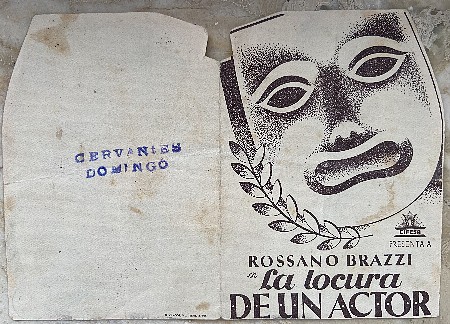 CERVANTES
DOMINGO
CIFESA
PRESENTA A
ROSSANO BRAZZI
en La locura
DE UN ACTOR